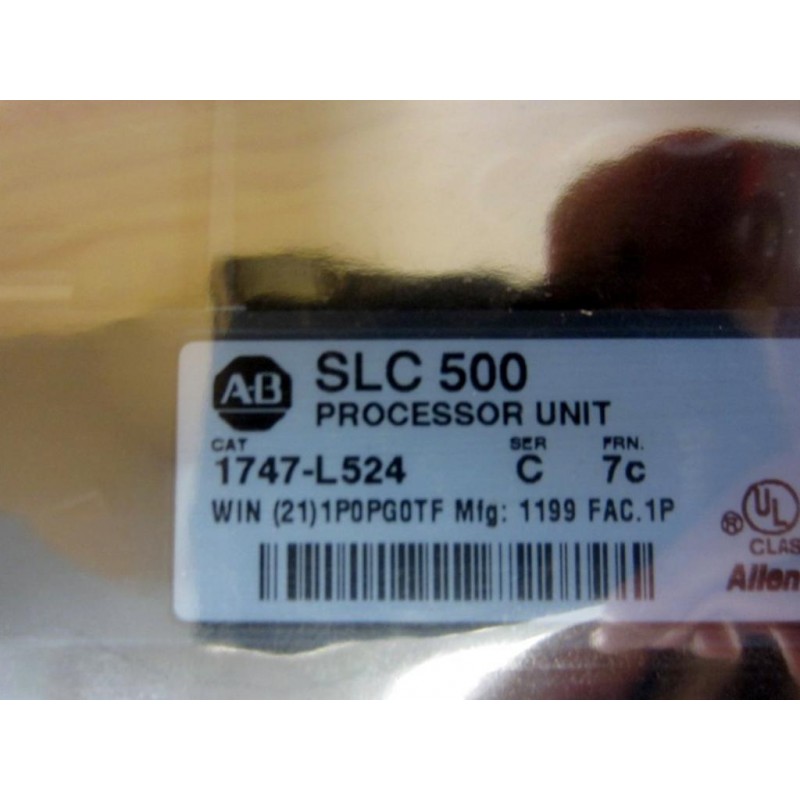 A-B SLC 500
PROCESSOR UNIT
CAT SER FRN.
1747-L524 C 7c
WIN (21)1P0PG0TF Mfg: 1199 FAC.1P
® UL
CLAS
Allen